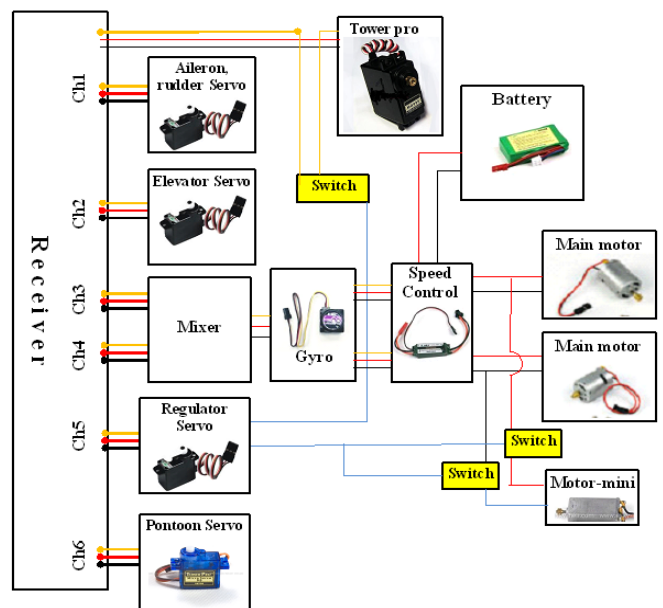 Receiver
Ch1
Ch2
Ch3
Ch4
Ch5
Ch6
Tower pro
Aileron,
rudder Servo
Battery
Elevator Servo
Switch
Main motor
Speed
Control
Mixer
Gyro
Main motor
Regulator
Servo
Switch
Switch
Motor-mini
Pontoon Servo